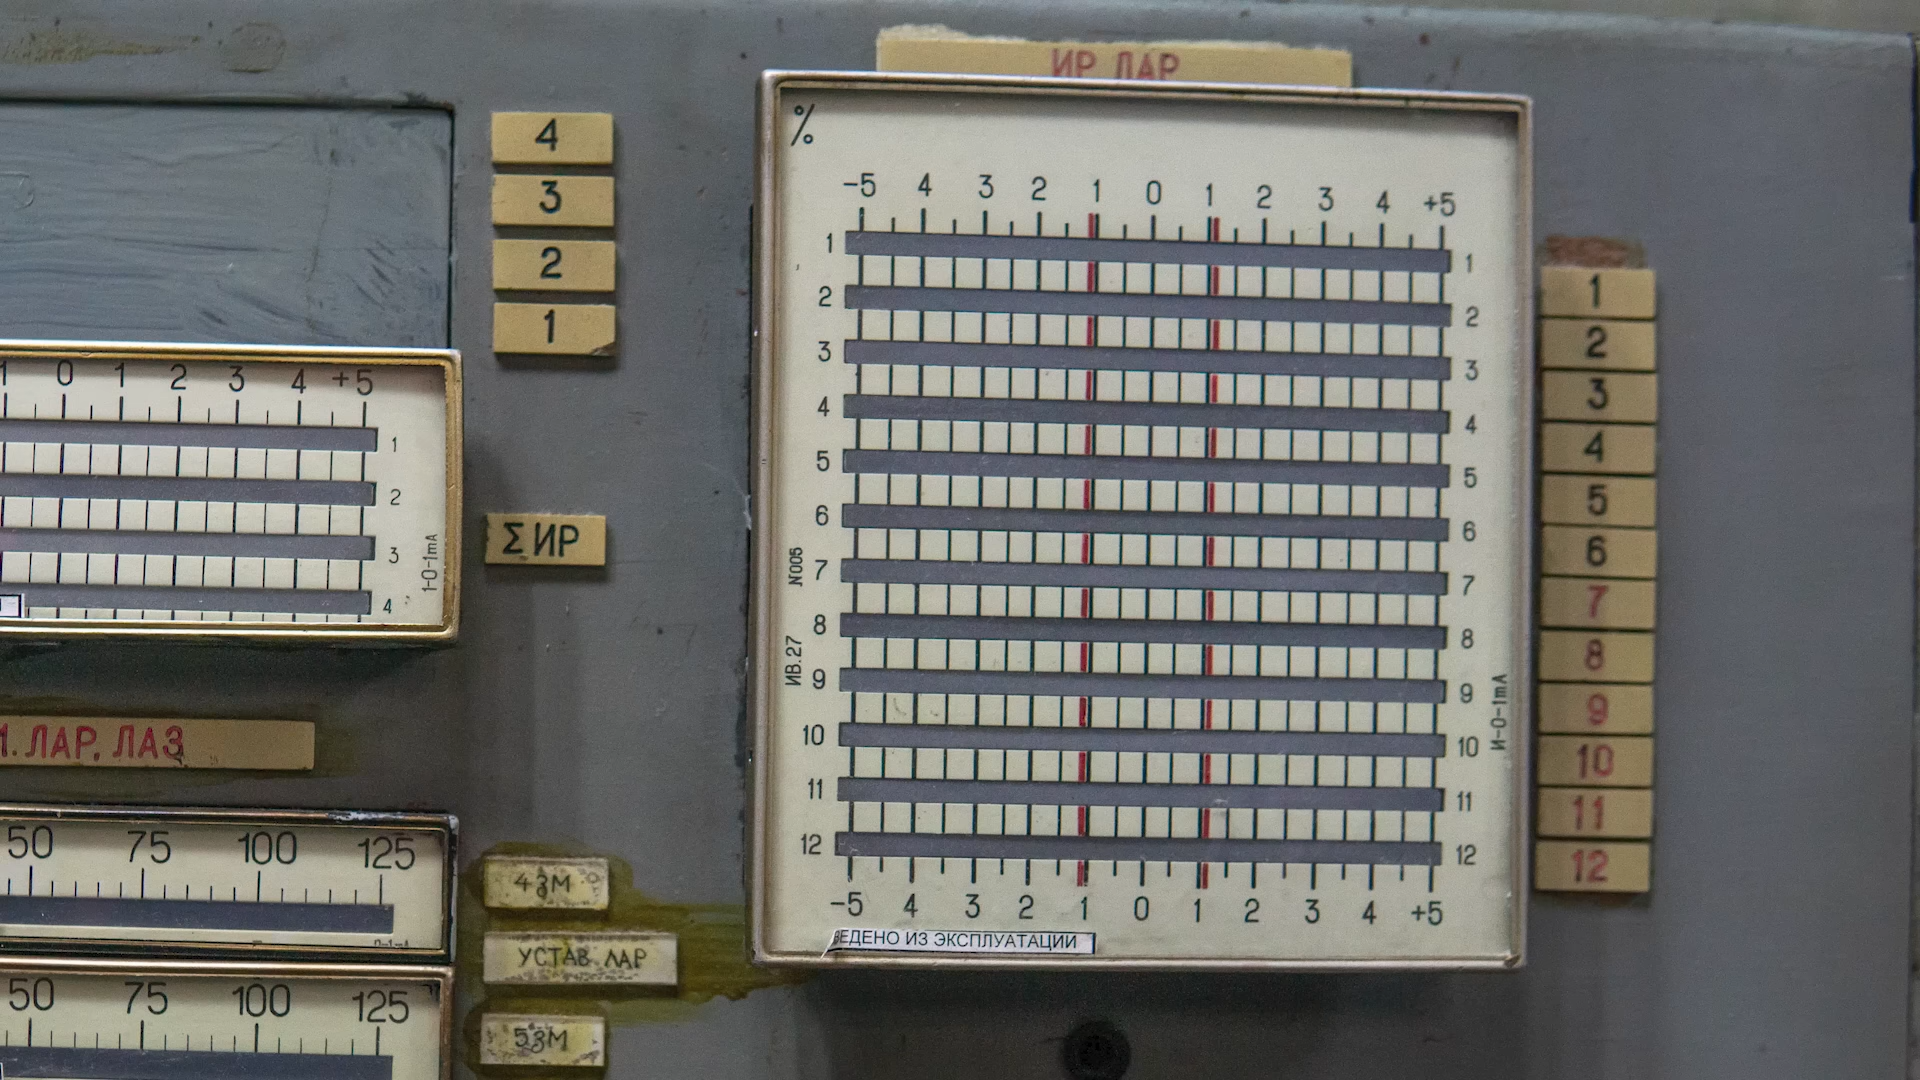 ИР ЛАР
%
-5 4 3 2 1 0 1 2 3 4 +5
1 1
2 2
3 3
4 4
5 5
6 6
7 7
8 8
9 9
10 10
11 11
12 12
-5 4 3 2 1 0 1 2 3 4 +5
N005
ИВ.27
И-0-1mA
ВЕДЕНО ИЗ ЭКСПЛУАТАЦИИ
4
3
2
1
1 0 1 2 3 4 +5
1
2
3
4
1-0-1mA
Σ ИР
ЛАР. ЛАЗ
50 75 100 125
50 75 100 125
43М
УСТАВ. ЛАР
53М
1
2
3
4
5
6
7
8
9
10
11
12